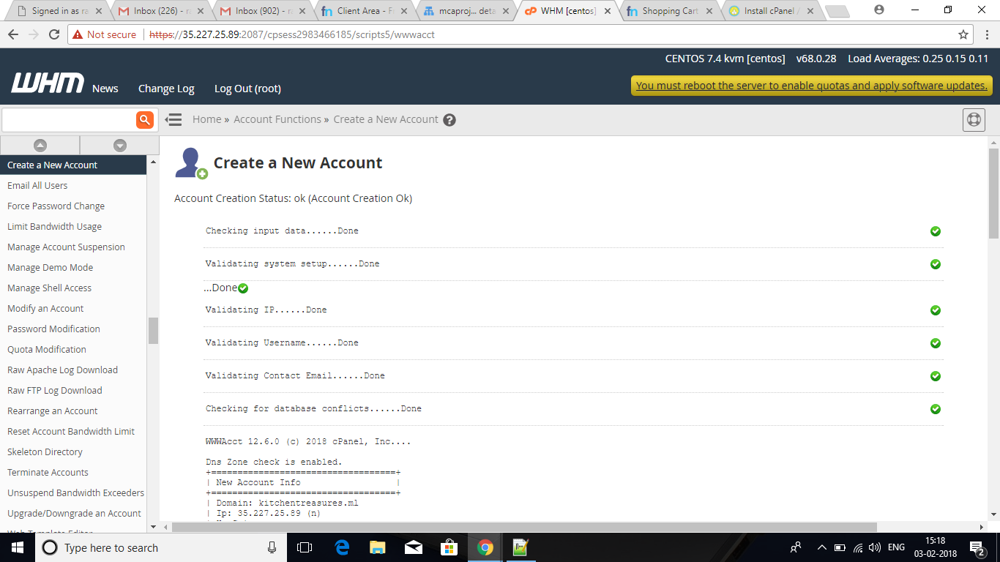 Signed in as ra
Inbox (226) - r
Inbox (902) - r
Client Area - F
mcaproj... deta
WHM [centos]
Shopping Cart
Install cPanel /
Not secure
https://35.227.25.89:2087/cpsess2983466185/scripts5/wwwacct
CENTOS 7.4 kvm [centos] v68.0.28 Load Averages: 0.25 0.15 0.11
WHM News Change Log Log Out (root)
You must reboot the server to enable quotas and apply software updates.
Home » Account Functions » Create a New Account
Create a New Account
Email All Users
Force Password Change
Limit Bandwidth Usage
Manage Account Suspension
Manage Demo Mode
Manage Shell Access
Modify an Account
Password Modification
Quota Modification
Raw Apache Log Download
Raw FTP Log Download
Rearrange an Account
Reset Account Bandwidth Limit
Skeleton Directory
Terminate Accounts
Unsuspend Bandwidth Exceeders
Upgrade/Downgrade an Account
Web Template Editor
Create a New Account
Account Creation Status: ok (Account Creation Ok)
Checking input data......Done
Validating system setup......Done
...Done
Validating IP......Done
Validating Username......Done
Validating Contact Email......Done
Checking for database conflicts......Done
WWWAcct 12.6.0 (c) 2018 cPanel, Inc....
Dns Zone check is enabled.
+===================================+
| New Account Info |
+===================================+
| Domain: kitchentreasures.ml
| Ip: 35.227.25.89 (n)
Type here to search
ENG
15:18
03-02-2018
2